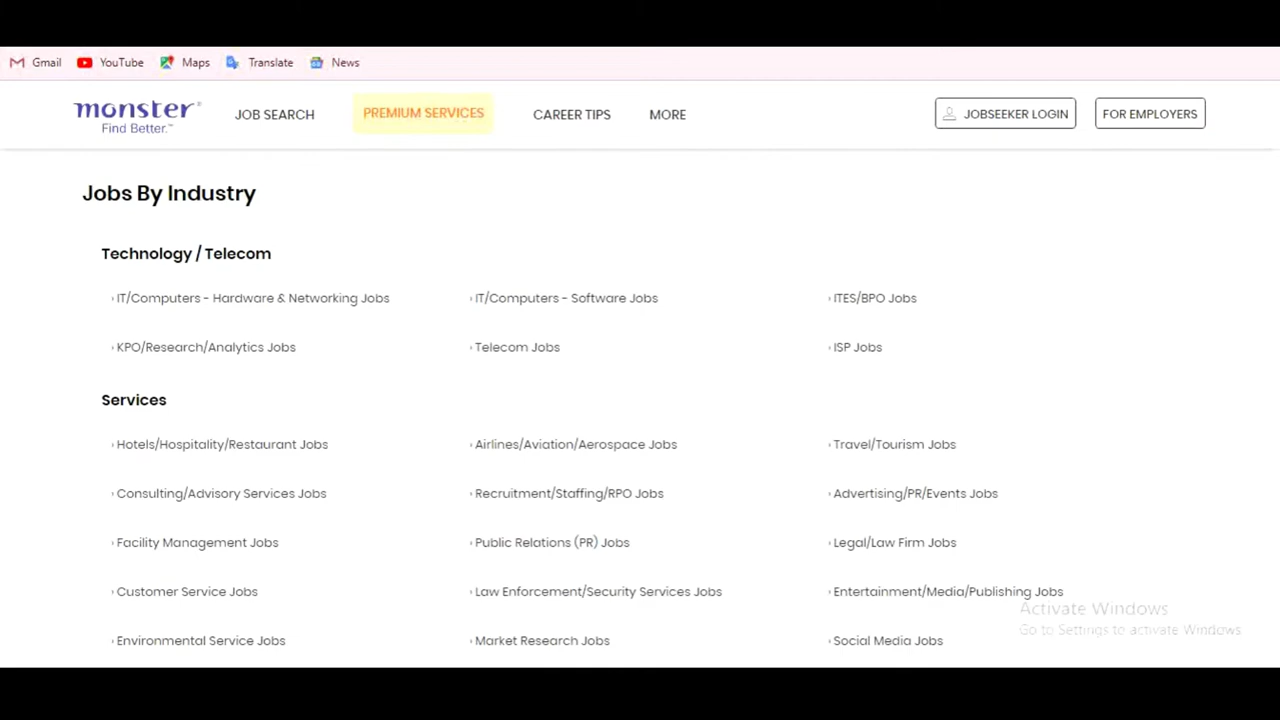 Gmail YouTube Maps Translate News
monster® JOB SEARCH PREMIUM SERVICES CAREER TIPS MORE JOBSEEKER LOGIN FOR EMPLOYERS
Find Better.™
Jobs By Industry
Technology / Telecom
› IT/Computers - Hardware & Networking Jobs › IT/Computers - Software Jobs › ITES/BPO Jobs
› KPO/Research/Analytics Jobs › Telecom Jobs › ISP Jobs
Services
› Hotels/Hospitality/Restaurant Jobs › Airlines/Aviation/Aerospace Jobs › Travel/Tourism Jobs
› Consulting/Advisory Services Jobs › Recruitment/Staffing/RPO Jobs › Advertising/PR/Events Jobs
› Facility Management Jobs › Public Relations (PR) Jobs › Legal/Law Firm Jobs
› Customer Service Jobs › Law Enforcement/Security Services Jobs › Entertainment/Media/Publishing Jobs
Activate Windows
Go to Settings to activate Windows
› Environmental Service Jobs › Market Research Jobs › Social Media Jobs